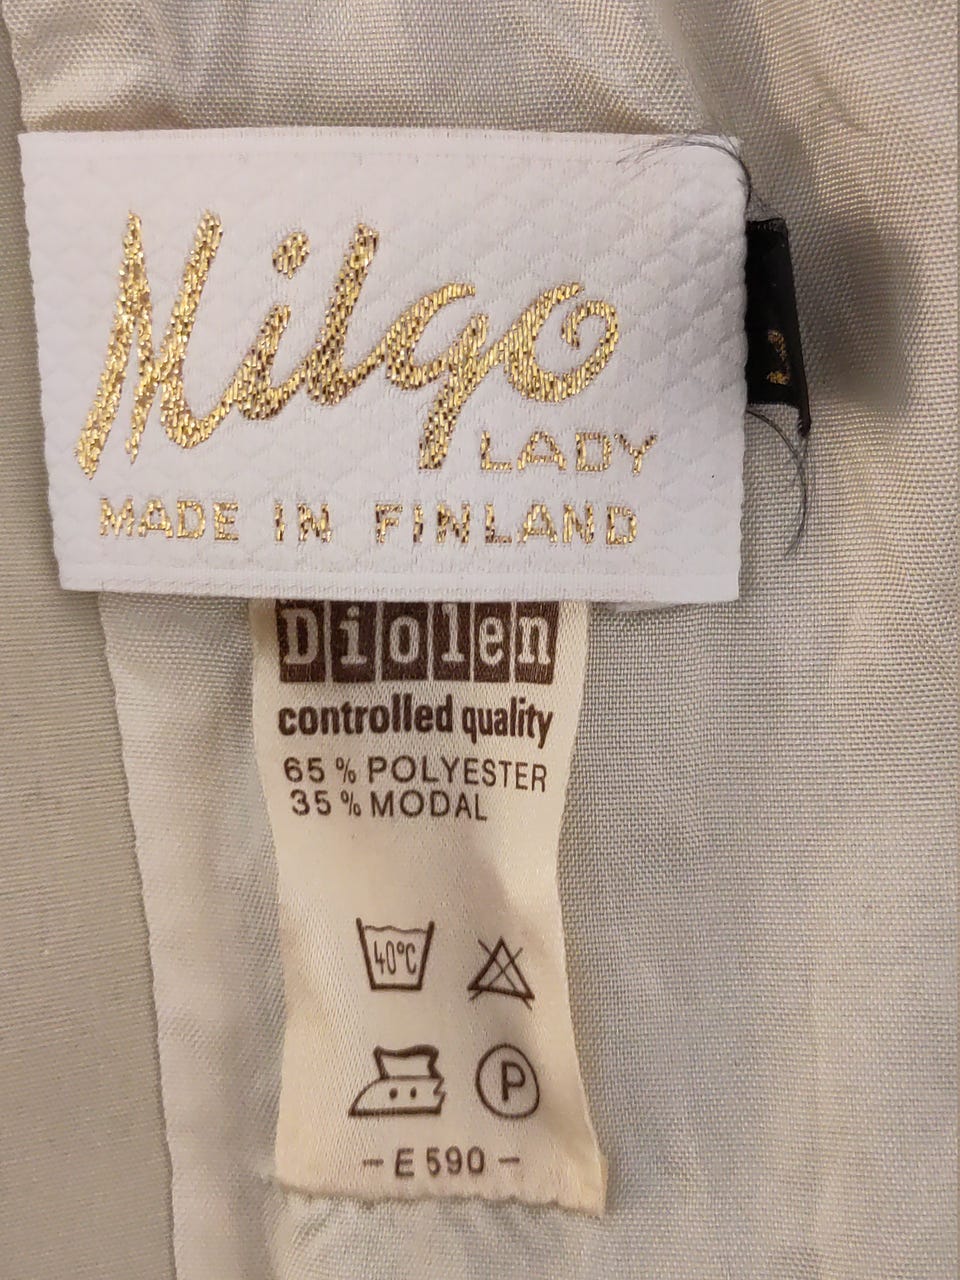 Milgo
LADY
MADE IN FINLAND
Diolen
controlled quality
65 % POLYESTER
35 % MODAL
40°C
P
- E 590 -